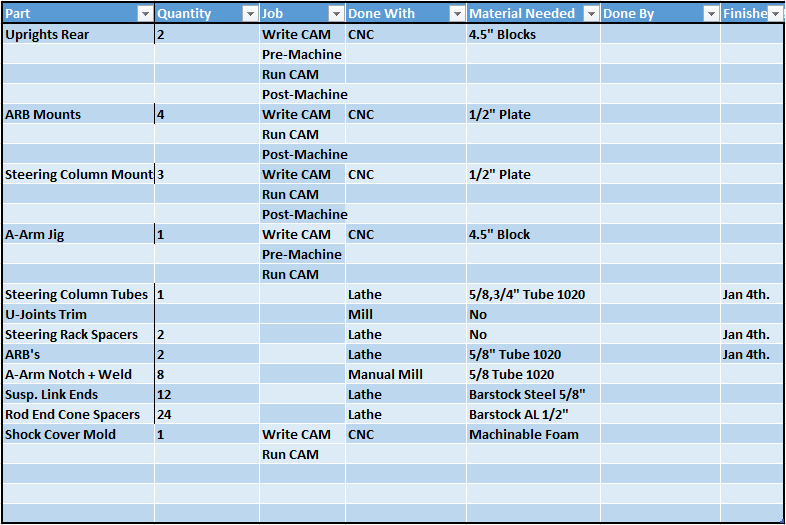 Part Quantity Job Done With Material Needed Done By Finishe
Uprights Rear 2 Write CAM CNC 4.5" Blocks
Pre-Machine
Run CAM
Post-Machine
ARB Mounts 4 Write CAM CNC 1/2" Plate
Run CAM
Post-Machine
Steering Column Mount 3 Write CAM CNC 1/2" Plate
Run CAM
Post-Machine
A-Arm Jig 1 Write CAM CNC 4.5" Block
Pre-Machine
Run CAM
Steering Column Tubes 1 Lathe 5/8,3/4" Tube 1020 Jan 4th.
U-Joints Trim Mill No
Steering Rack Spacers 2 Lathe No Jan 4th.
ARB's 2 Lathe 5/8" Tube 1020 Jan 4th.
A-Arm Notch + Weld 8 Manual Mill 5/8 Tube 1020
Susp. Link Ends 12 Lathe Barstock Steel 5/8"
Rod End Cone Spacers 24 Lathe Barstock AL 1/2"
Shock Cover Mold 1 Write CAM CNC Machinable Foam
Run CAM